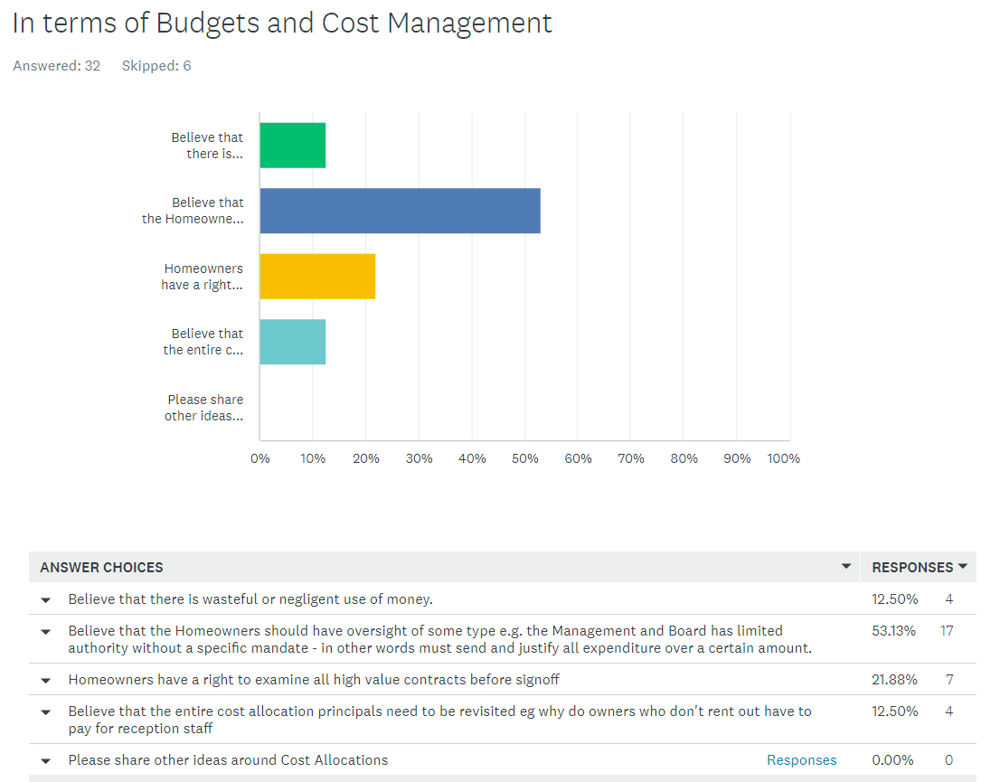 In terms of Budgets and Cost Management
Answered: 32 Skipped: 6
Believe that
there is...
Believe that
the Homeowne...
Homeowners
have a right...
Believe that
the entire c...
Please share
other ideas...
0% 10% 20% 30% 40% 50% 60% 70% 80% 90% 100%
ANSWER CHOICES RESPONSES
Believe that there is wasteful or negligent use of money. 12.50% 4
Believe that the Homeowners should have oversight of some type e.g. the Management and Board has limited 53.13% 17
authority without a specific mandate - in other words must send and justify all expenditure over a certain amount.
Homeowners have a right to examine all high value contracts before signoff 21.88% 7
Believe that the entire cost allocation principals need to be revisited eg why do owners who don't rent out have to 12.50% 4
pay for reception staff
Please share other ideas around Cost Allocations Responses 0.00% 0